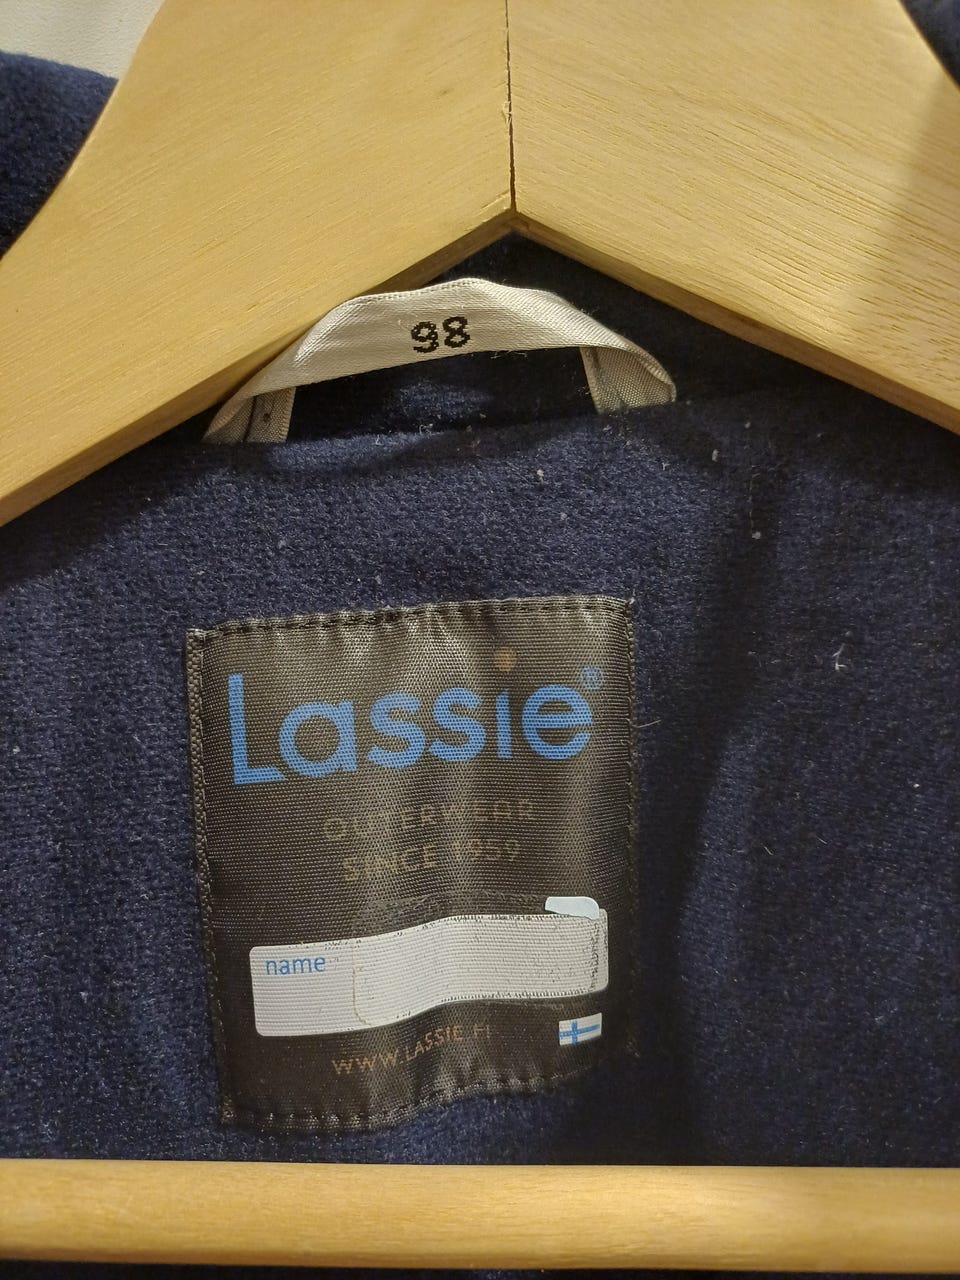 98
Lassie®
OUTERWEAR
SINCE 1959
name
WWW.LASSIE.FI